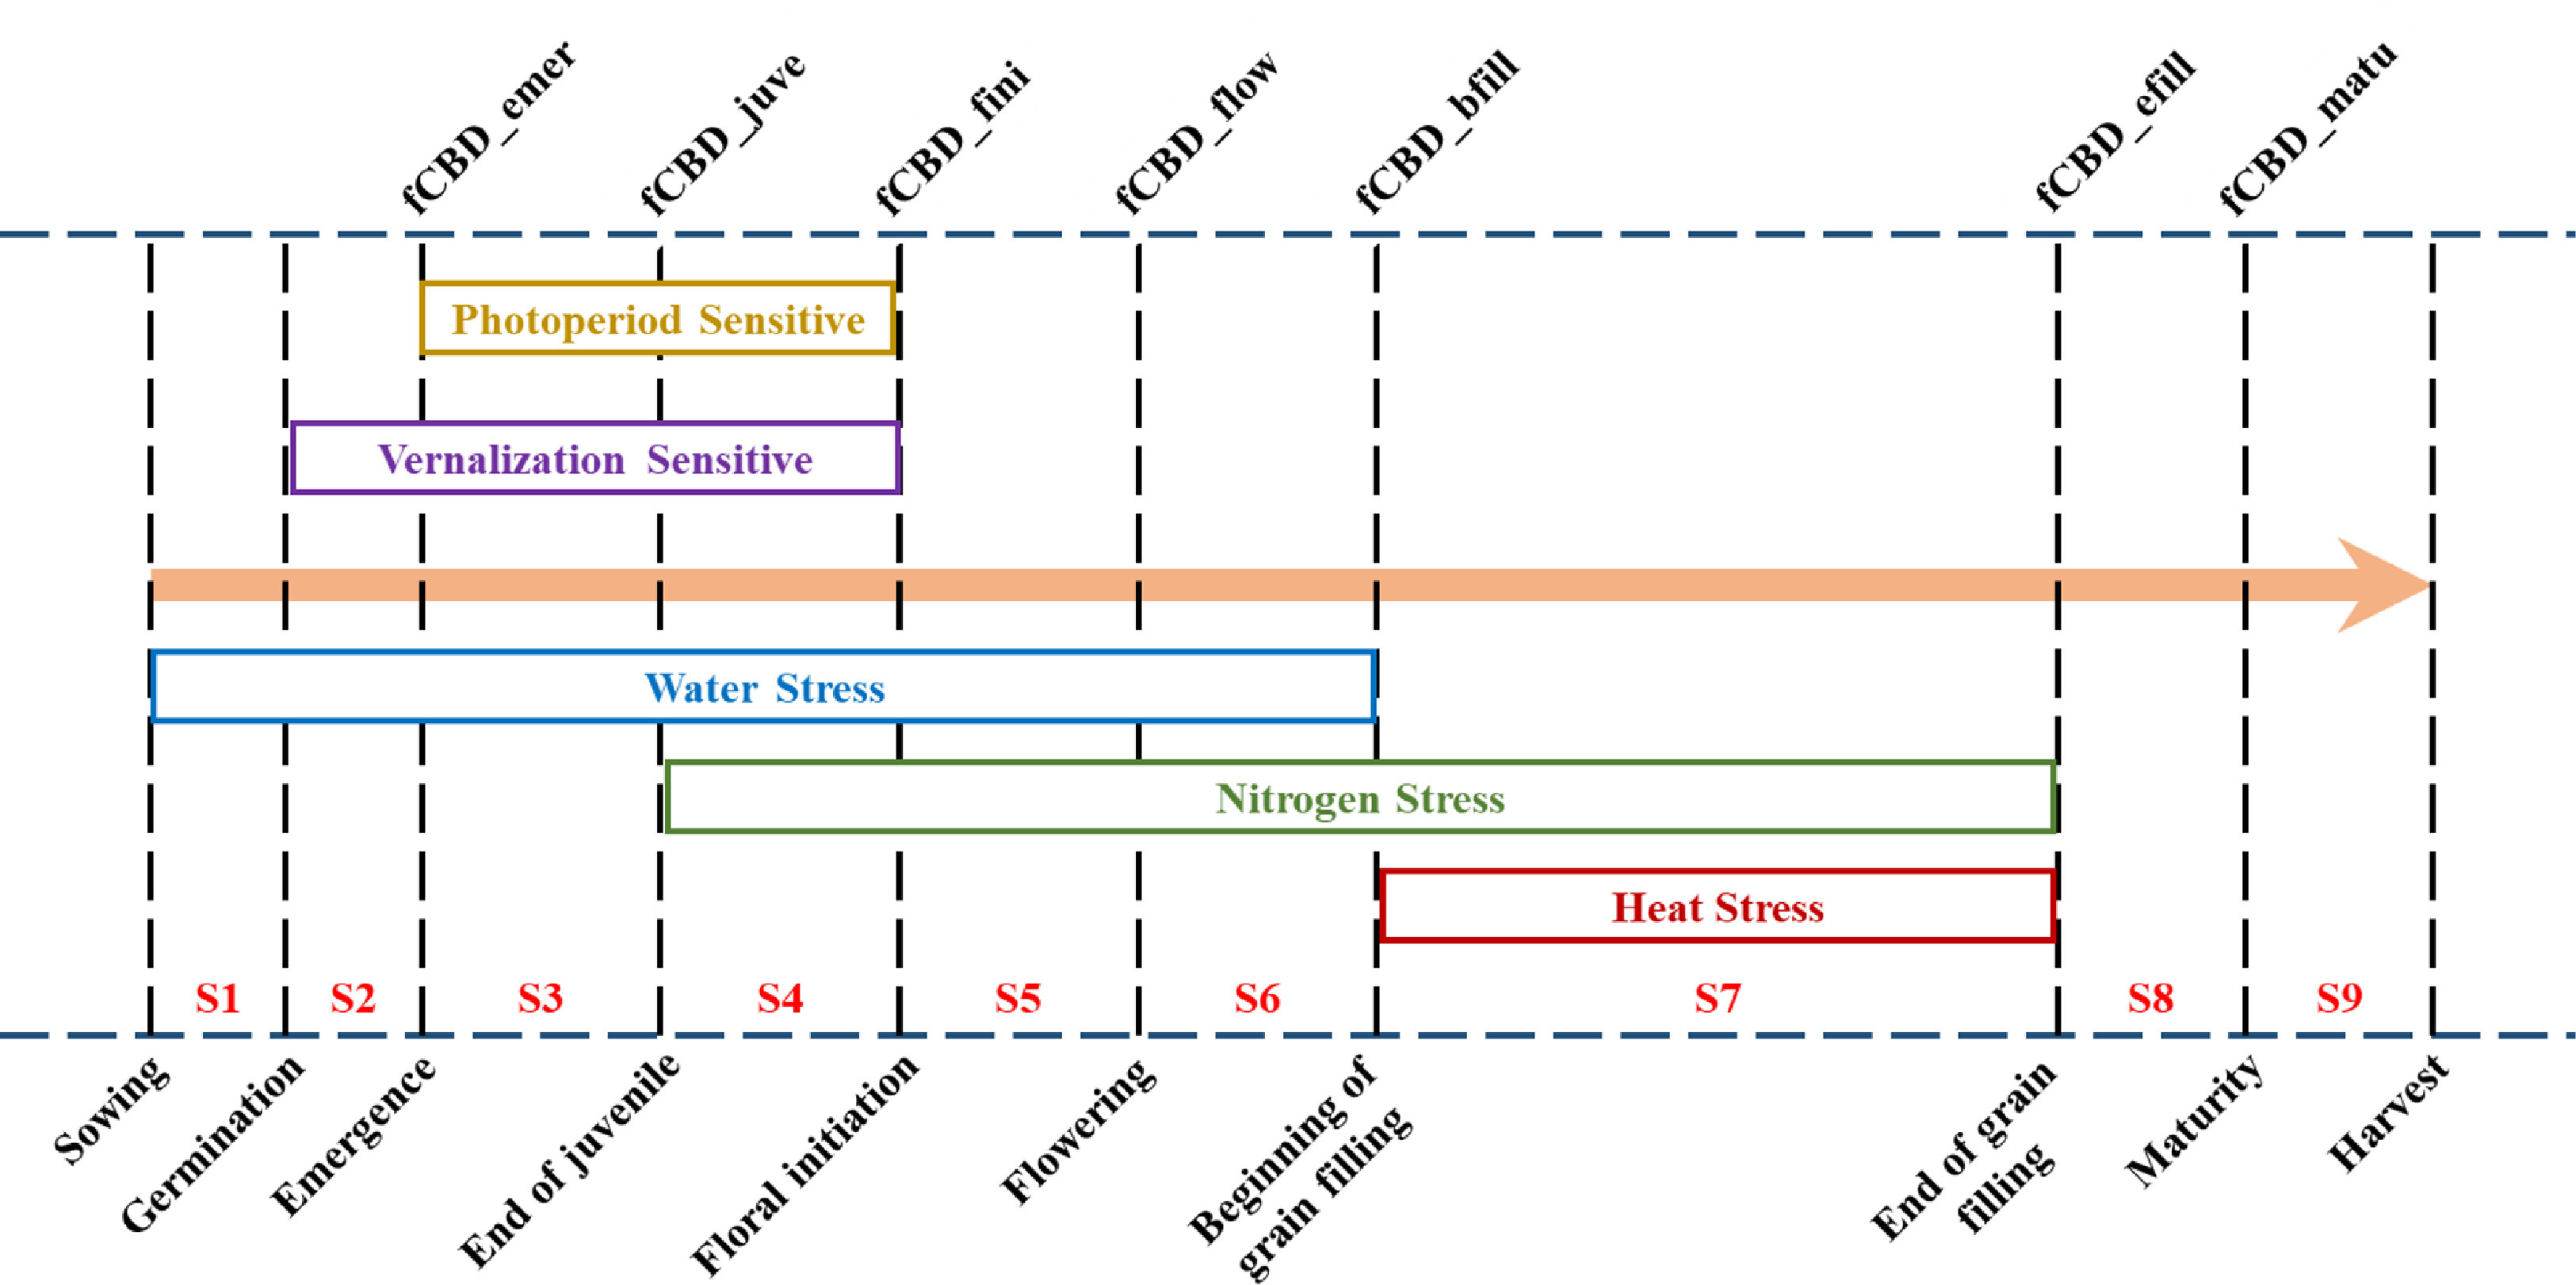 fCBD_emer
fCBD_juve
fCBD_fini
fCBD_flow
fCBD_bfill
fCBD_efill
fCBD_matu
Photoperiod Sensitive
Vernalization Sensitive
Water Stress
Nitrogen Stress
Heat Stress
S1
S2
S3
S4
S5
S6
S7
S8
S9
Sowing
Germination
Emergence
End of juvenile
Floral initiation
Flowering
Beginning of
grain filling
End of grain
filling
Maturity
Harvest